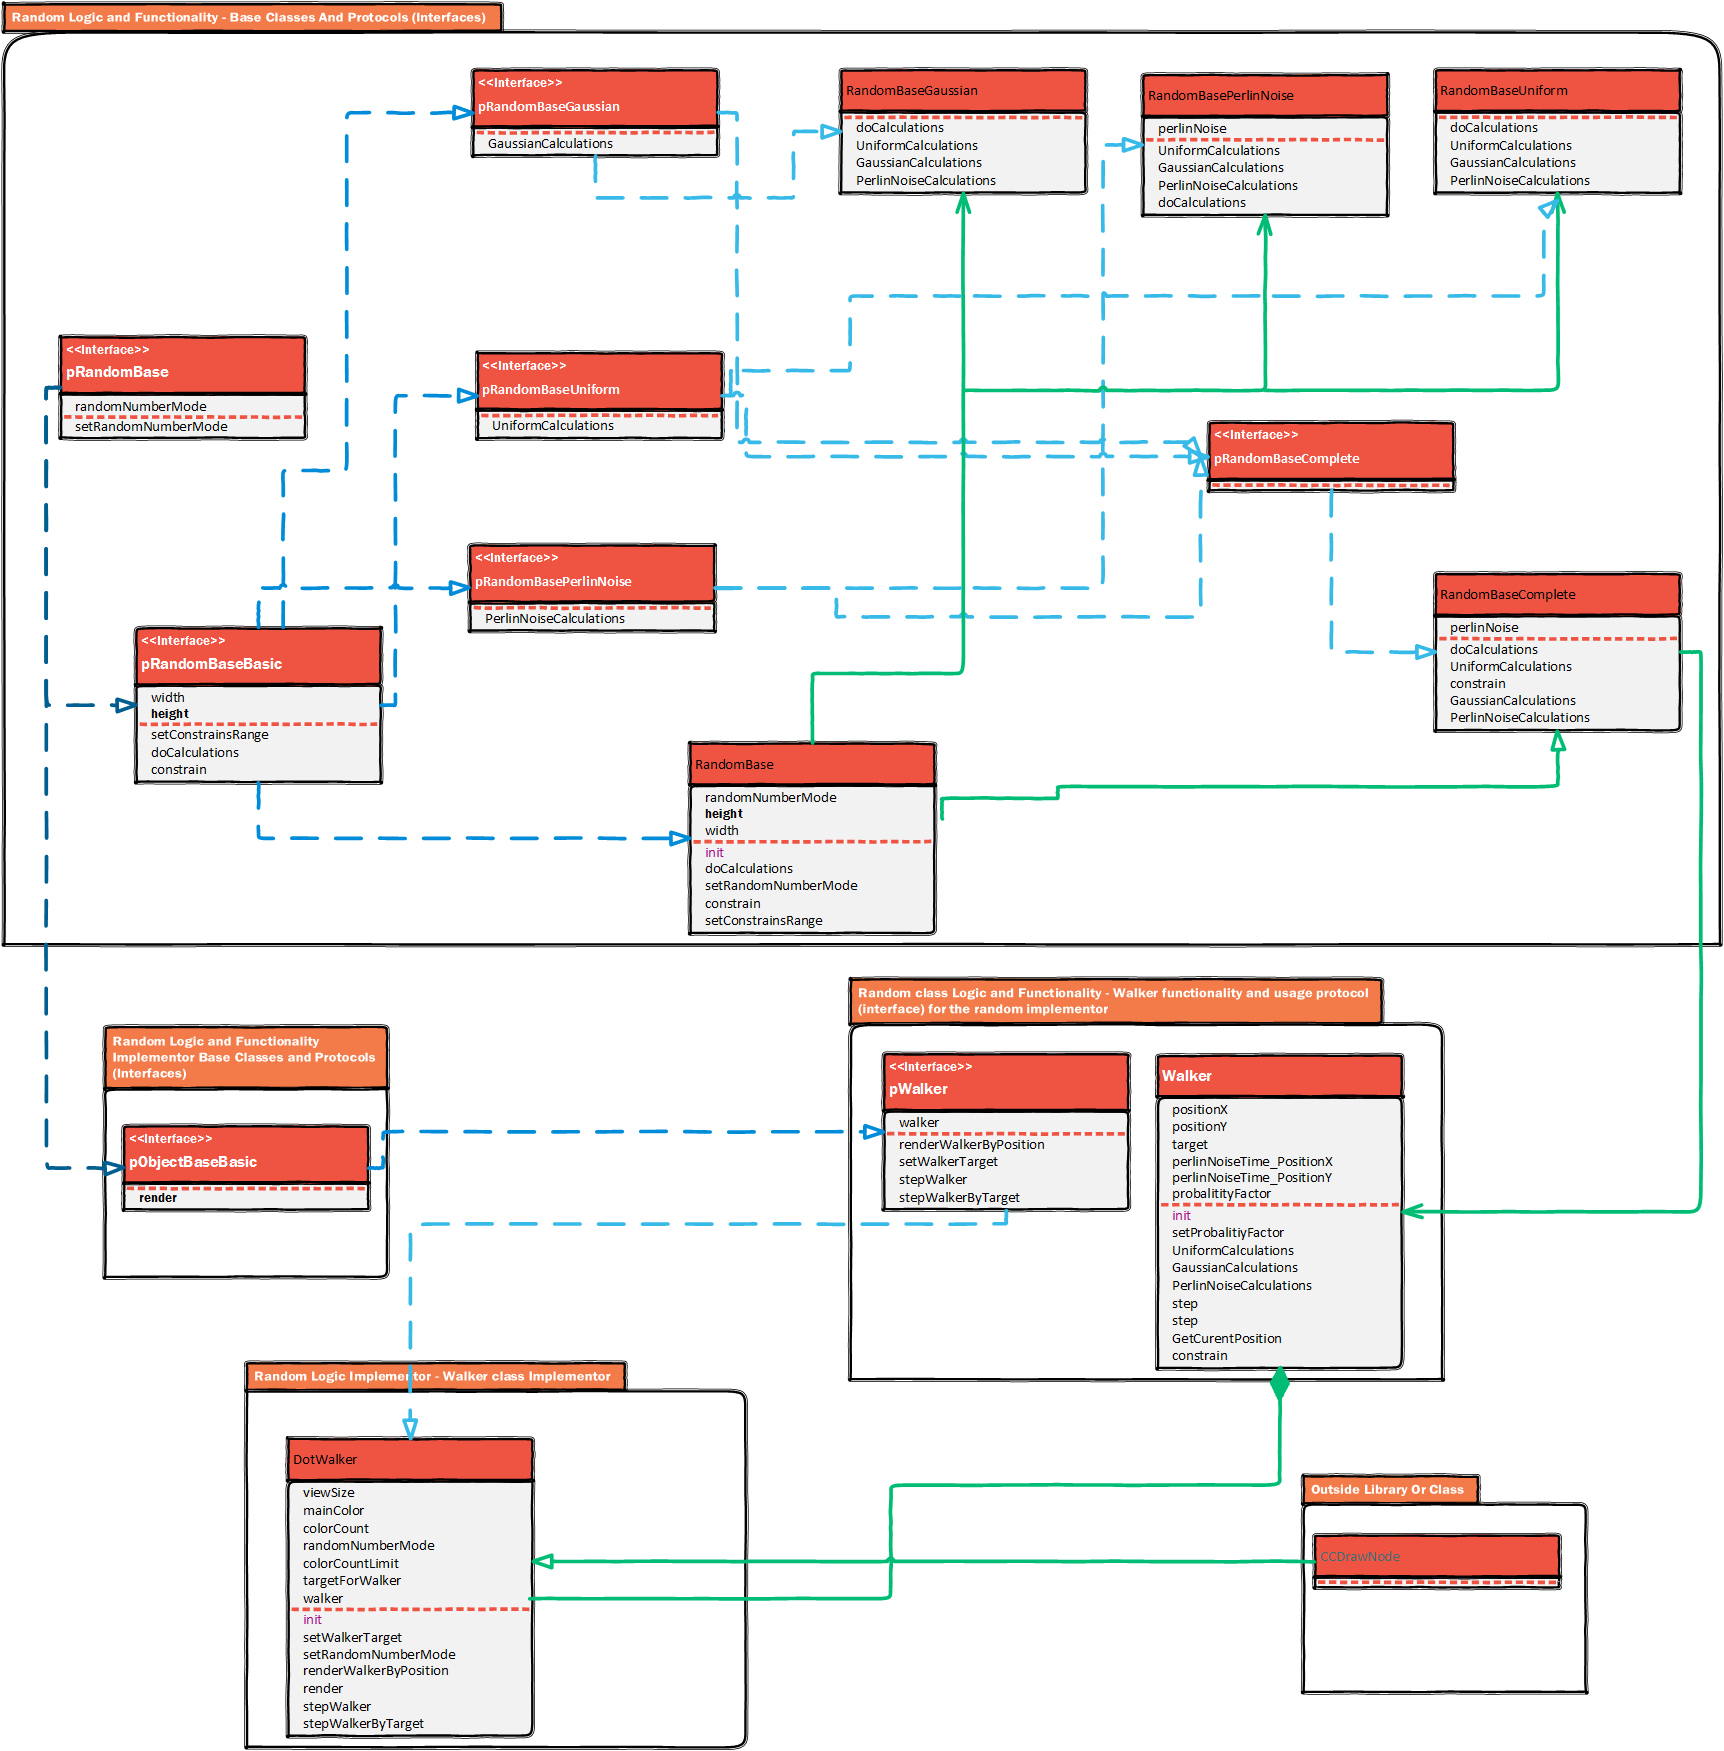 Random Logic and Functionality - Base Classes And Protocols (Interfaces)
<<Interface>>
pRandomBaseGaussian
GaussianCalculations
RandomBaseGaussian
doCalculations
UniformCalculations
GaussianCalculations
PerlinNoiseCalculations
RandomBasePerlinNoise
perlinNoise
UniformCalculations
GaussianCalculations
PerlinNoiseCalculations
doCalculations
RandomBaseUniform
doCalculations
UniformCalculations
GaussianCalculations
PerlinNoiseCalculations
<<Interface>>
pRandomBase
randomNumberMode
setRandomNumberMode
<<Interface>>
pRandomBaseUniform
UniformCalculations
<<Interface>>
pRandomBaseComplete
<<Interface>>
pRandomBasePerlinNoise
PerlinNoiseCalculations
RandomBaseComplete
perlinNoise
doCalculations
UniformCalculations
constrain
GaussianCalculations
PerlinNoiseCalculations
<<Interface>>
pRandomBaseBasic
width
height
setConstrainsRange
doCalculations
constrain
RandomBase
randomNumberMode
height
width
init
doCalculations
setRandomNumberMode
constrain
setConstrainsRange
Random Logic and Functionality
Implementor Base Classes and Protocols
(Interfaces)
<<Interface>>
pObjectBaseBasic
render
Random class Logic and Functionality - Walker functionality and usage protocol
(interface) for the random implementor
<<Interface>>
pWalker
walker
renderWalkerByPosition
setWalkerTarget
stepWalker
stepWalkerByTarget
Walker
positionX
positionY
target
perlinNoiseTime_PositionX
perlinNoiseTime_PositionY
probalitityFactor
init
setProbalitiyFactor
UniformCalculations
GaussianCalculations
PerlinNoiseCalculations
step
step
GetCurentPosition
constrain
Random Logic Implementor - Walker class Implementor
DotWalker
viewSize
mainColor
colorCount
randomNumberMode
colorCountLimit
targetForWalker
walker
init
setWalkerTarget
setRandomNumberMode
renderWalkerByPosition
render
stepWalker
stepWalkerByTarget
Outside Library Or Class
CCDrawNode